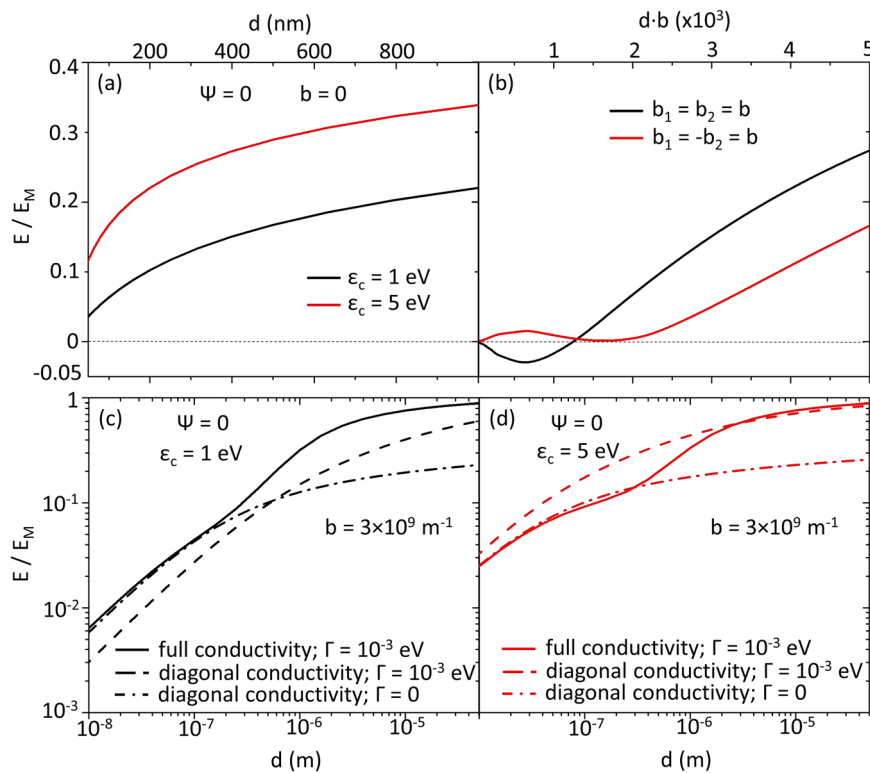 d (nm)
200 400 600 800
d·b (x10³)
1 2 3 4 5
E / E_M
0.4
0.3
0.2
0.1
0
-0.05
(a)
Ψ = 0 b = 0
ε_c = 1 eV
ε_c = 5 eV
(b)
b₁ = b₂ = b
b₁ = -b₂ = b
E / E_M
1
10⁻¹
10⁻²
10⁻³
(c)
Ψ = 0
ε_c = 1 eV
b = 3×10⁹ m⁻¹
full conductivity; Γ = 10⁻³ eV
diagonal conductivity; Γ = 10⁻³ eV
diagonal conductivity; Γ = 0
10⁻⁸ 10⁻⁷ 10⁻⁶ 10⁻⁵
d (m)
(d)
Ψ = 0
ε_c = 5 eV
b = 3×10⁹ m⁻¹
full conductivity; Γ = 10⁻³ eV
diagonal conductivity; Γ = 10⁻³ eV
diagonal conductivity; Γ = 0
10⁻⁷ 10⁻⁶ 10⁻⁵
d (m)